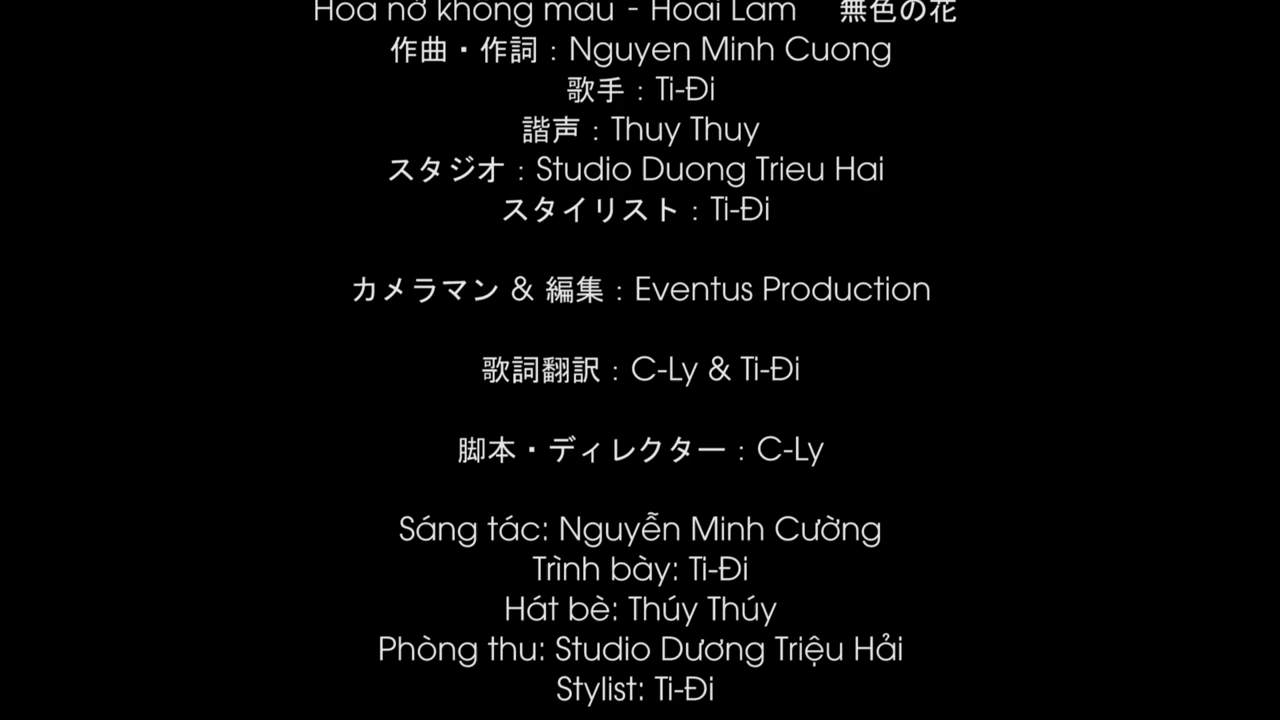 Hoa nở không màu - Hoài Lâm 無色の花
作曲・作詞 : Nguyen Minh Cuong
歌手 : Ti-Đi
諧声 : Thuy Thuy
スタジオ : Studio Duong Trieu Hai
スタイリスト : Ti-Đi
カメラマン & 編集 : Eventus Production
歌詞翻訳 : C-Ly & Ti-Đi
脚本・ディレクター : C-Ly
Sáng tác: Nguyễn Minh Cường
Trình bày: Ti-Đi
Hát bè: Thúy Thúy
Phòng thu: Studio Dương Triệu Hải
Stylist: Ti-Đi